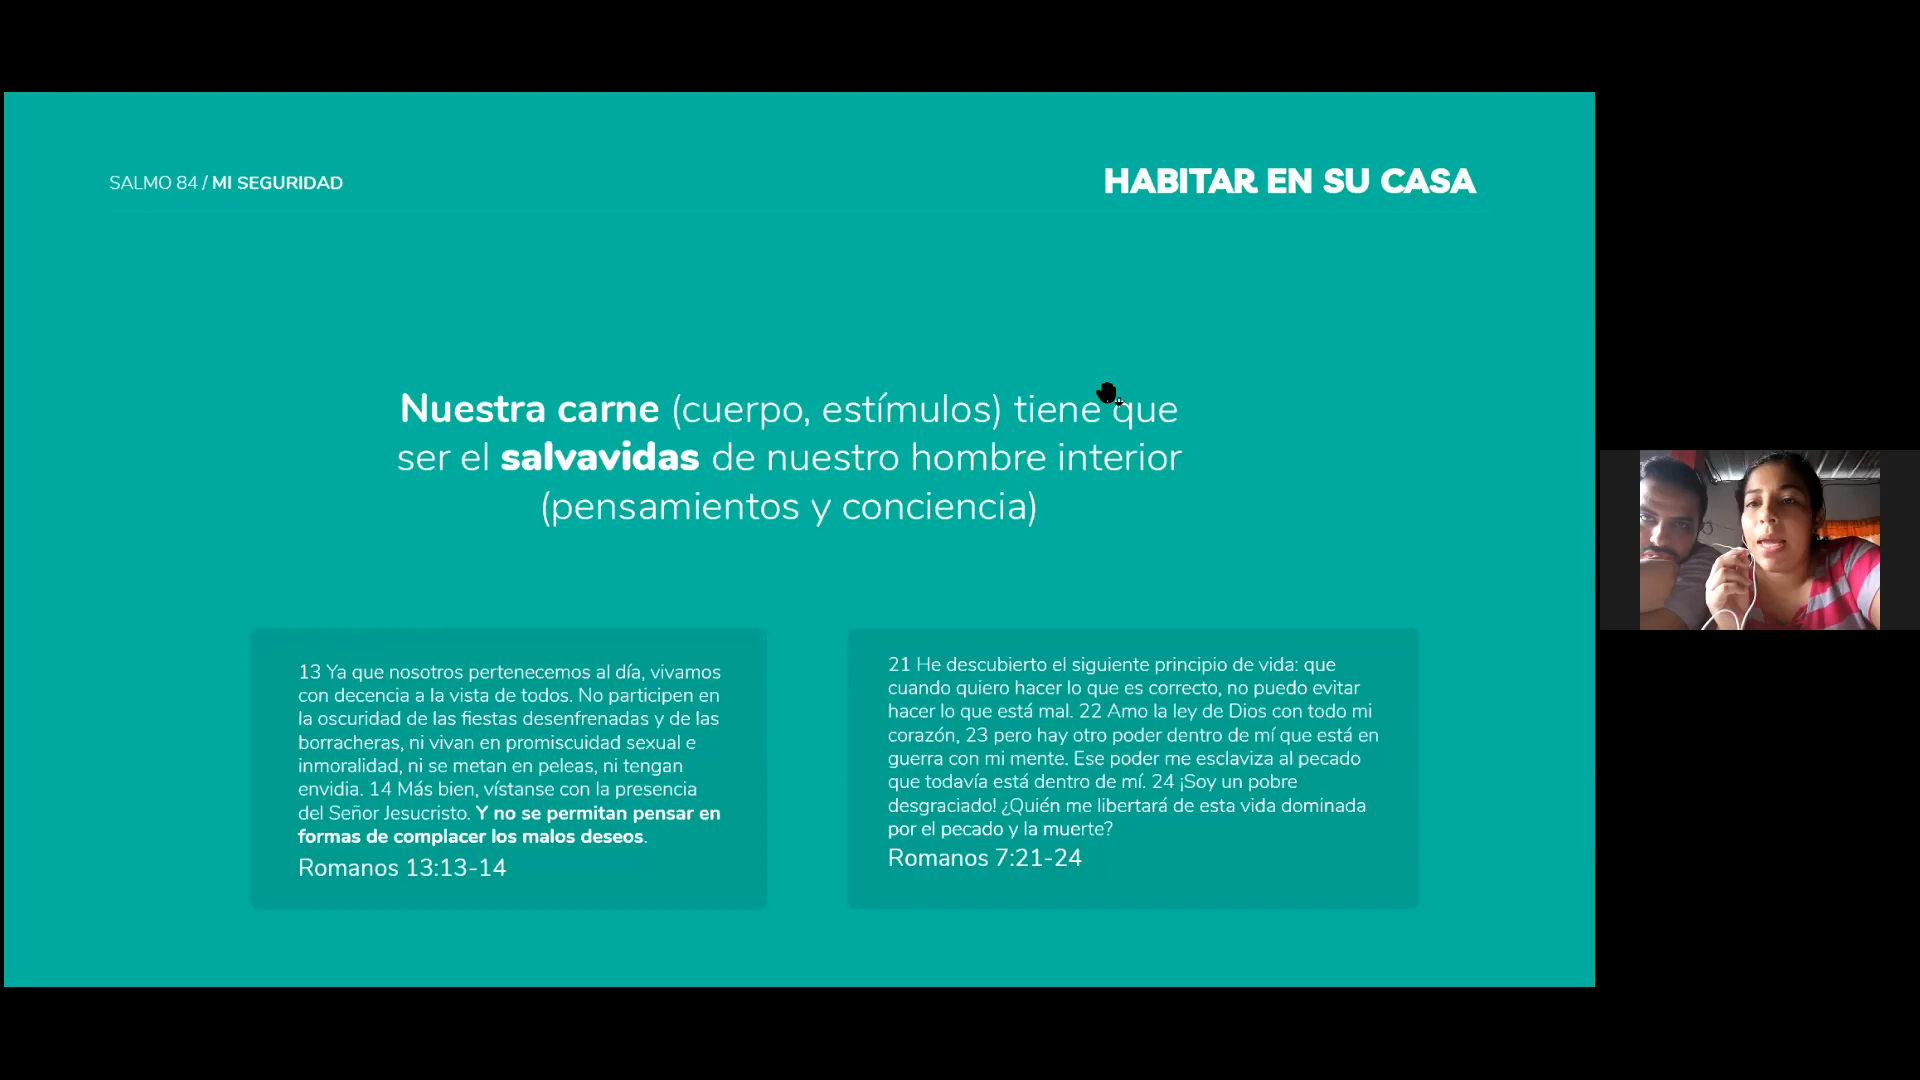 SALMO 84 / MI SEGURIDAD
HABITAR EN SU CASA
Nuestra carne (cuerpo, estímulos) tiene que
ser el salvavidas de nuestro hombre interior
(pensamientos y conciencia)
13 Ya que nosotros pertenecemos al día, vivamos
con decencia a la vista de todos. No participen en
la oscuridad de las fiestas desenfrenadas y de las
borracheras, ni vivan en promiscuidad sexual e
inmoralidad, ni se metan en peleas, ni tengan
envidia. 14 Más bien, vístanse con la presencia
del Señor Jesucristo. Y no se permitan pensar en
formas de complacer los malos deseos.
Romanos 13:13-14
21 He descubierto el siguiente principio de vida: que
cuando quiero hacer lo que es correcto, no puedo evitar
hacer lo que está mal. 22 Amo la ley de Dios con todo mi
corazón, 23 pero hay otro poder dentro de mí que está en
guerra con mi mente. Ese poder me esclaviza al pecado
que todavía está dentro de mí. 24 ¡Soy un pobre
desgraciado! ¿Quién me libertará de esta vida dominada
por el pecado y la muerte?
Romanos 7:21-24